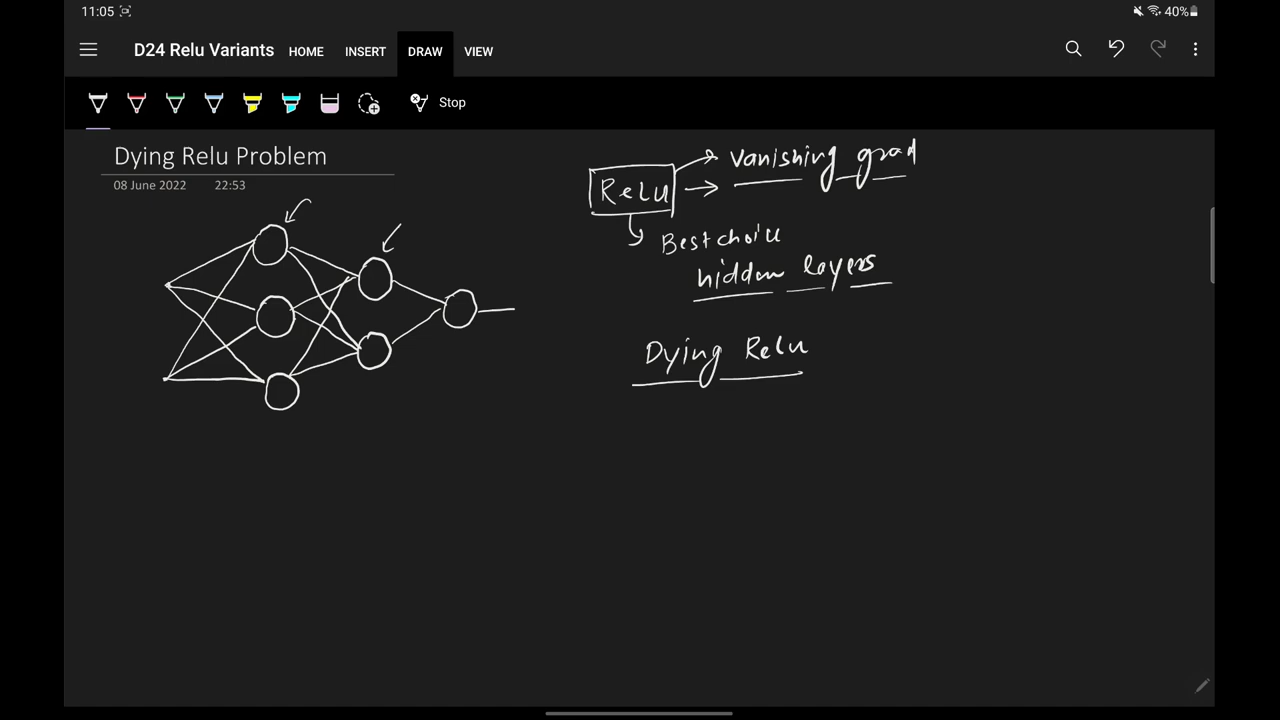 11:05
40%
D24 Relu Variants HOME INSERT DRAW VIEW
Stop
Dying Relu Problem
08 June 2022 22:53
Relu
vanishing grad
Best choice
hidden layers
Dying Relu